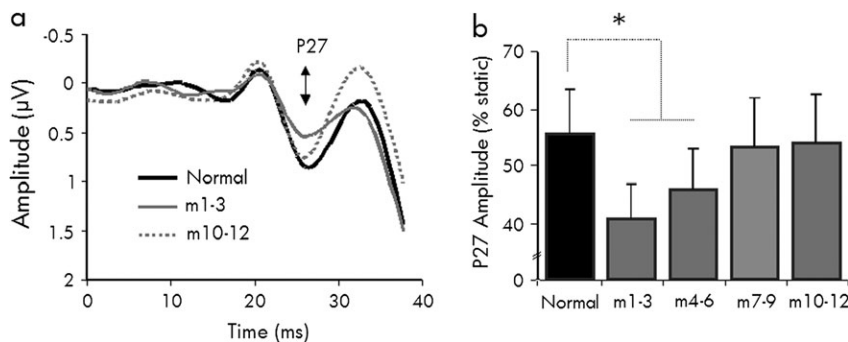 a
-0.5
0
0.5
1
1.5
2
Amplitude (µV)
P27
Normal
m1-3
m10-12
0 10 20 30 40
Time (ms)
b
*
70
60
50
40
0
P27 Amplitude (% static)
Normal m1-3 m4-6 m7-9 m10-12